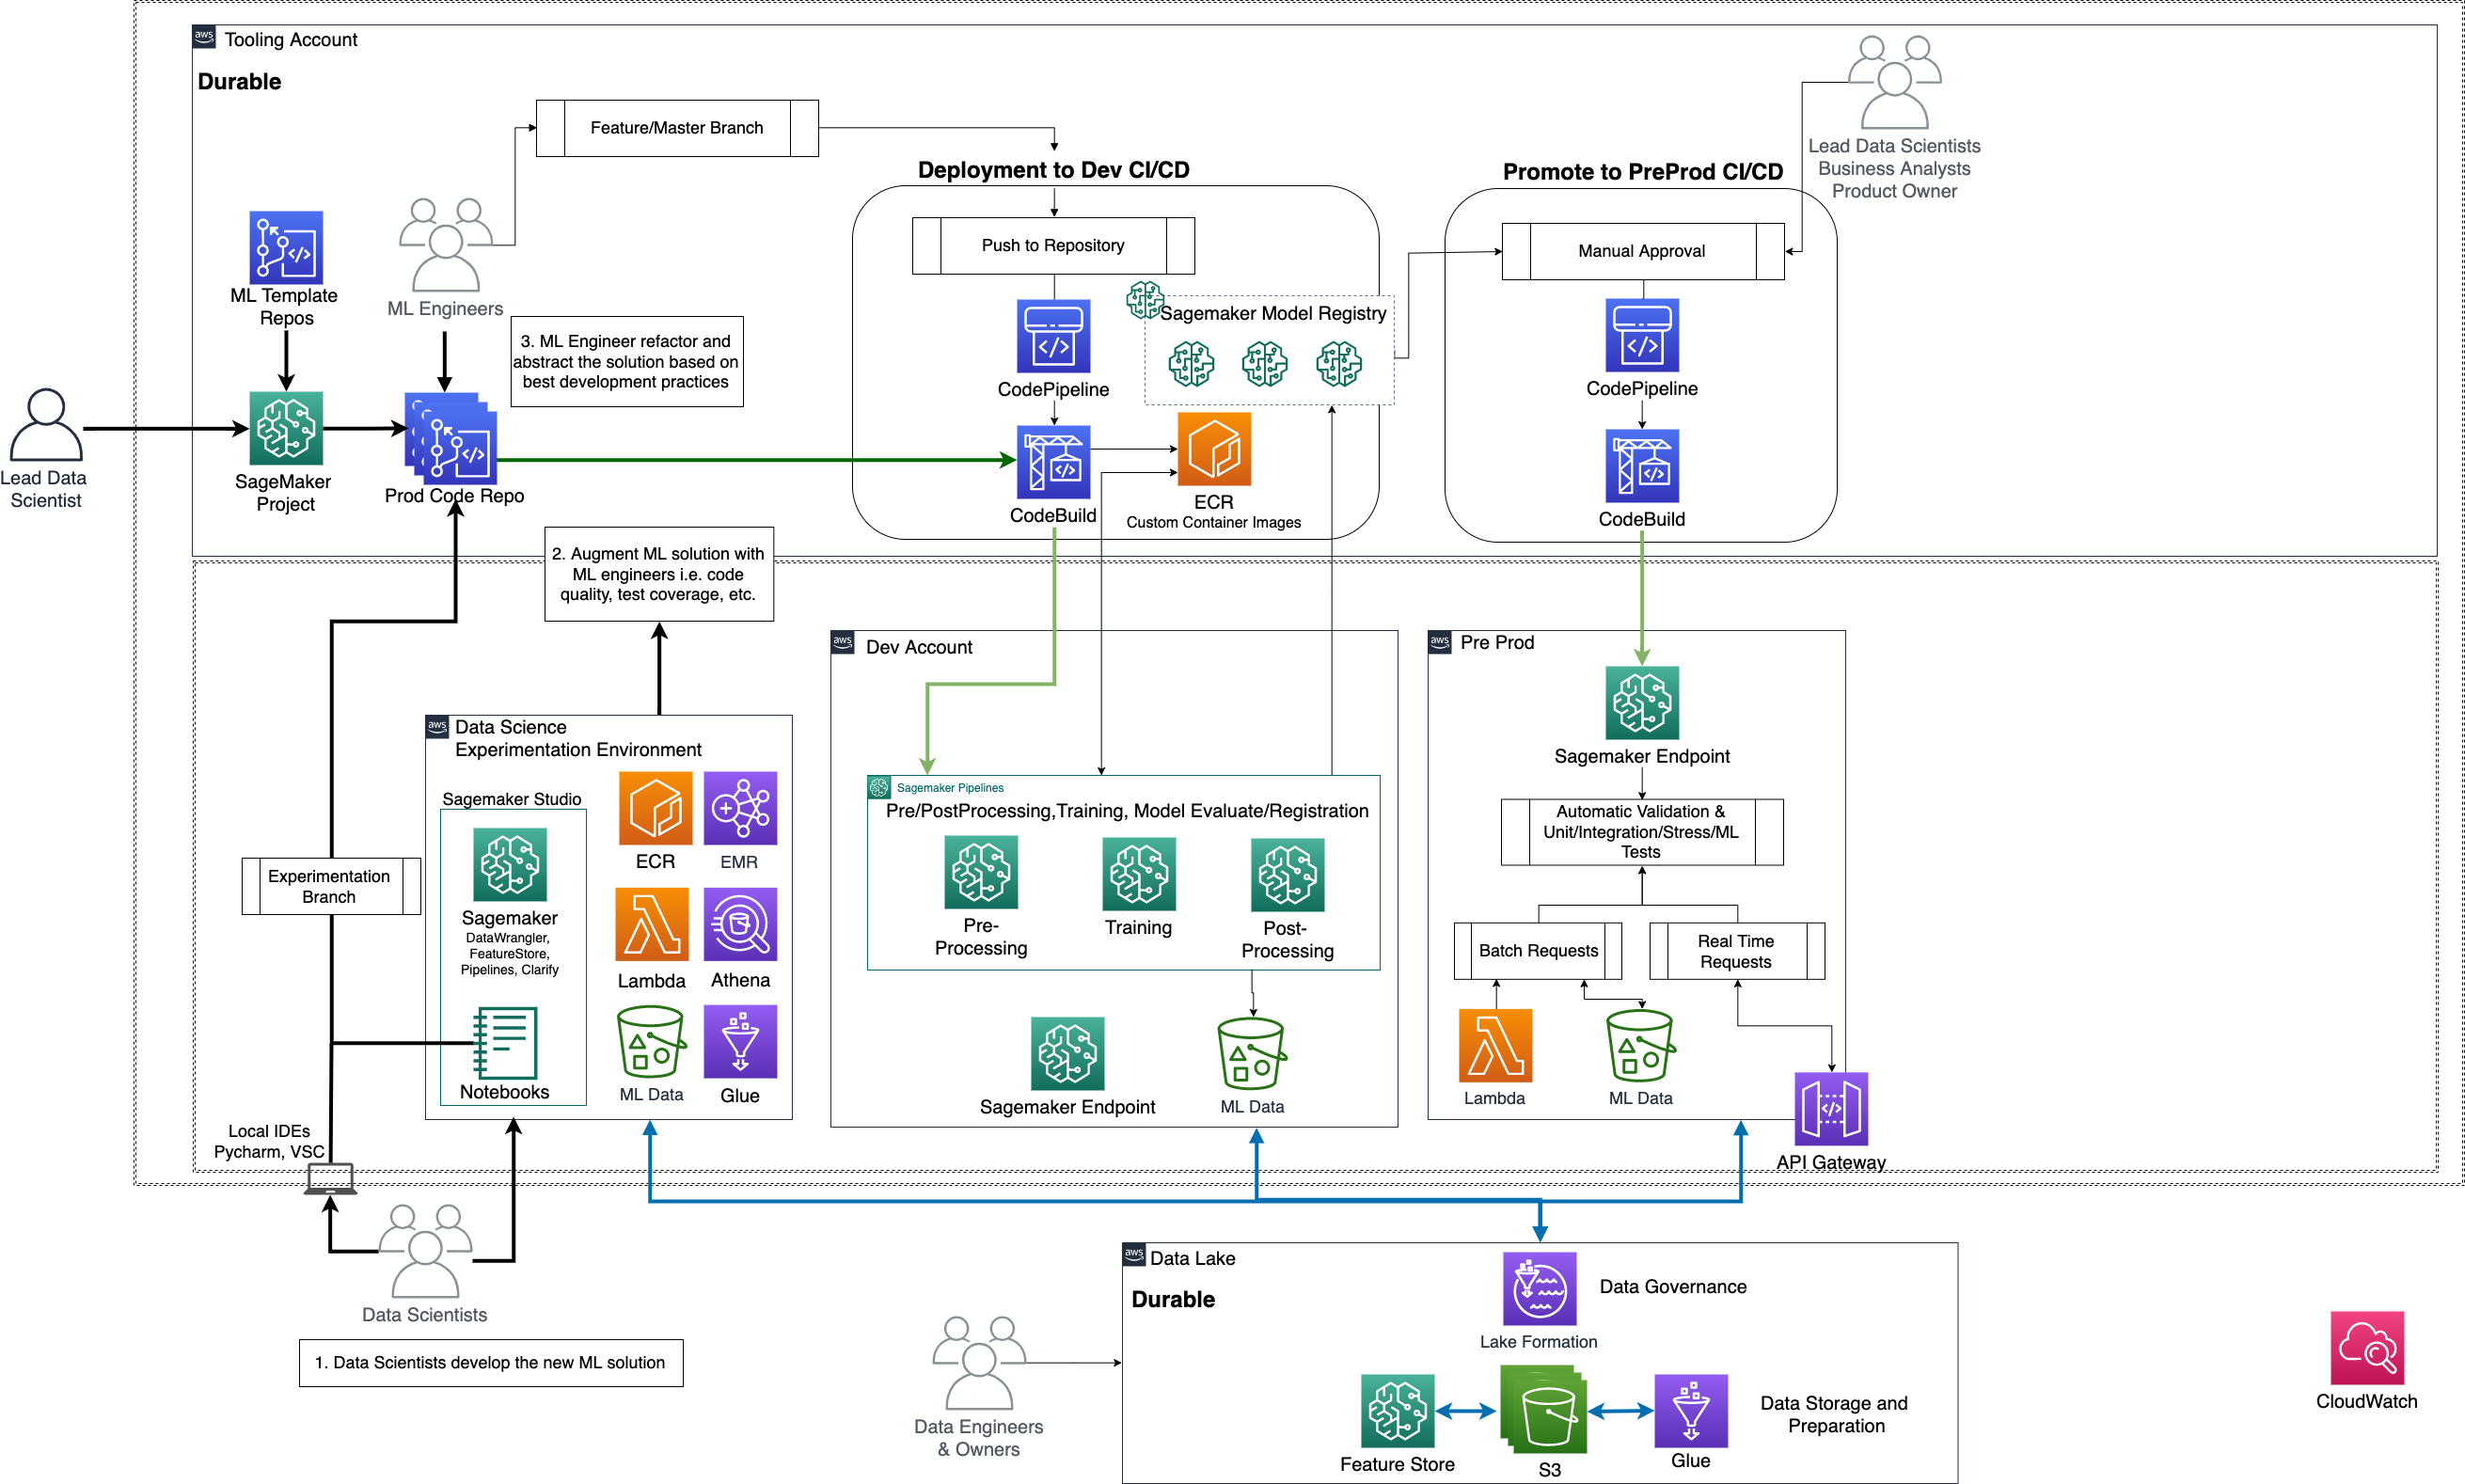 aws
Tooling Account
Durable
Feature/Master Branch
Deployment to Dev CI/CD
Promote to PreProd CI/CD
Lead Data Scientists
Business Analysts
Product Owner
Push to Repository
Manual Approval
ML Template
Repos
ML Engineers
3. ML Engineer refactor and
abstract the solution based on
best development practices
Sagemaker Model Registry
CodePipeline
CodePipeline
Lead Data
Scientist
SageMaker
Project
Prod Code Repo
CodeBuild
ECR
Custom Container Images
CodeBuild
2. Augment ML solution with
ML engineers i.e. code
quality, test coverage, etc.
aws
Dev Account
aws
Pre Prod
aws
Data Science
Experimentation Environment
Sagemaker Endpoint
Sagemaker Studio
Sagemaker Pipelines
Pre/PostProcessing,Training, Model Evaluate/Registration
Automatic Validation &
Unit/Integration/Stress/ML
Tests
ECR
EMR
Experimentation
Branch
Sagemaker
DataWrangler,
FeatureStore,
Pipelines, Clarify
Pre-
Processing
Training
Post-
Processing
Batch Requests
Real Time
Requests
Lambda
Athena
Notebooks
ML Data
Glue
Sagemaker Endpoint
ML Data
Lambda
ML Data
Local IDEs
Pycharm, VSC
API Gateway
Data Scientists
1. Data Scientists develop the new ML solution
aws
Data Lake
Durable
Data Governance
Lake Formation
Data Engineers
& Owners
Feature Store
S3
Glue
Data Storage and
Preparation
CloudWatch